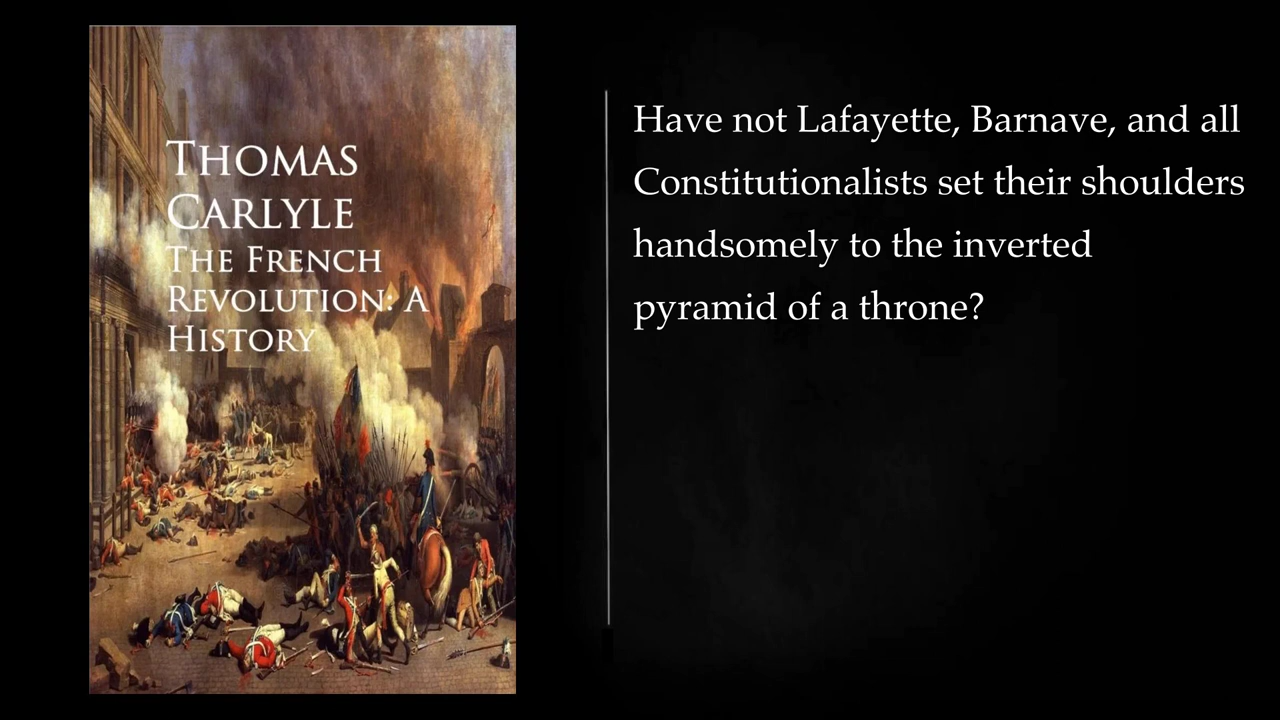 THOMAS
CARLYLE
THE FRENCH
REVOLUTION: A
HISTORY
Have not Lafayette, Barnave, and all
Constitutionalists set their shoulders
handsomely to the inverted
pyramid of a throne?